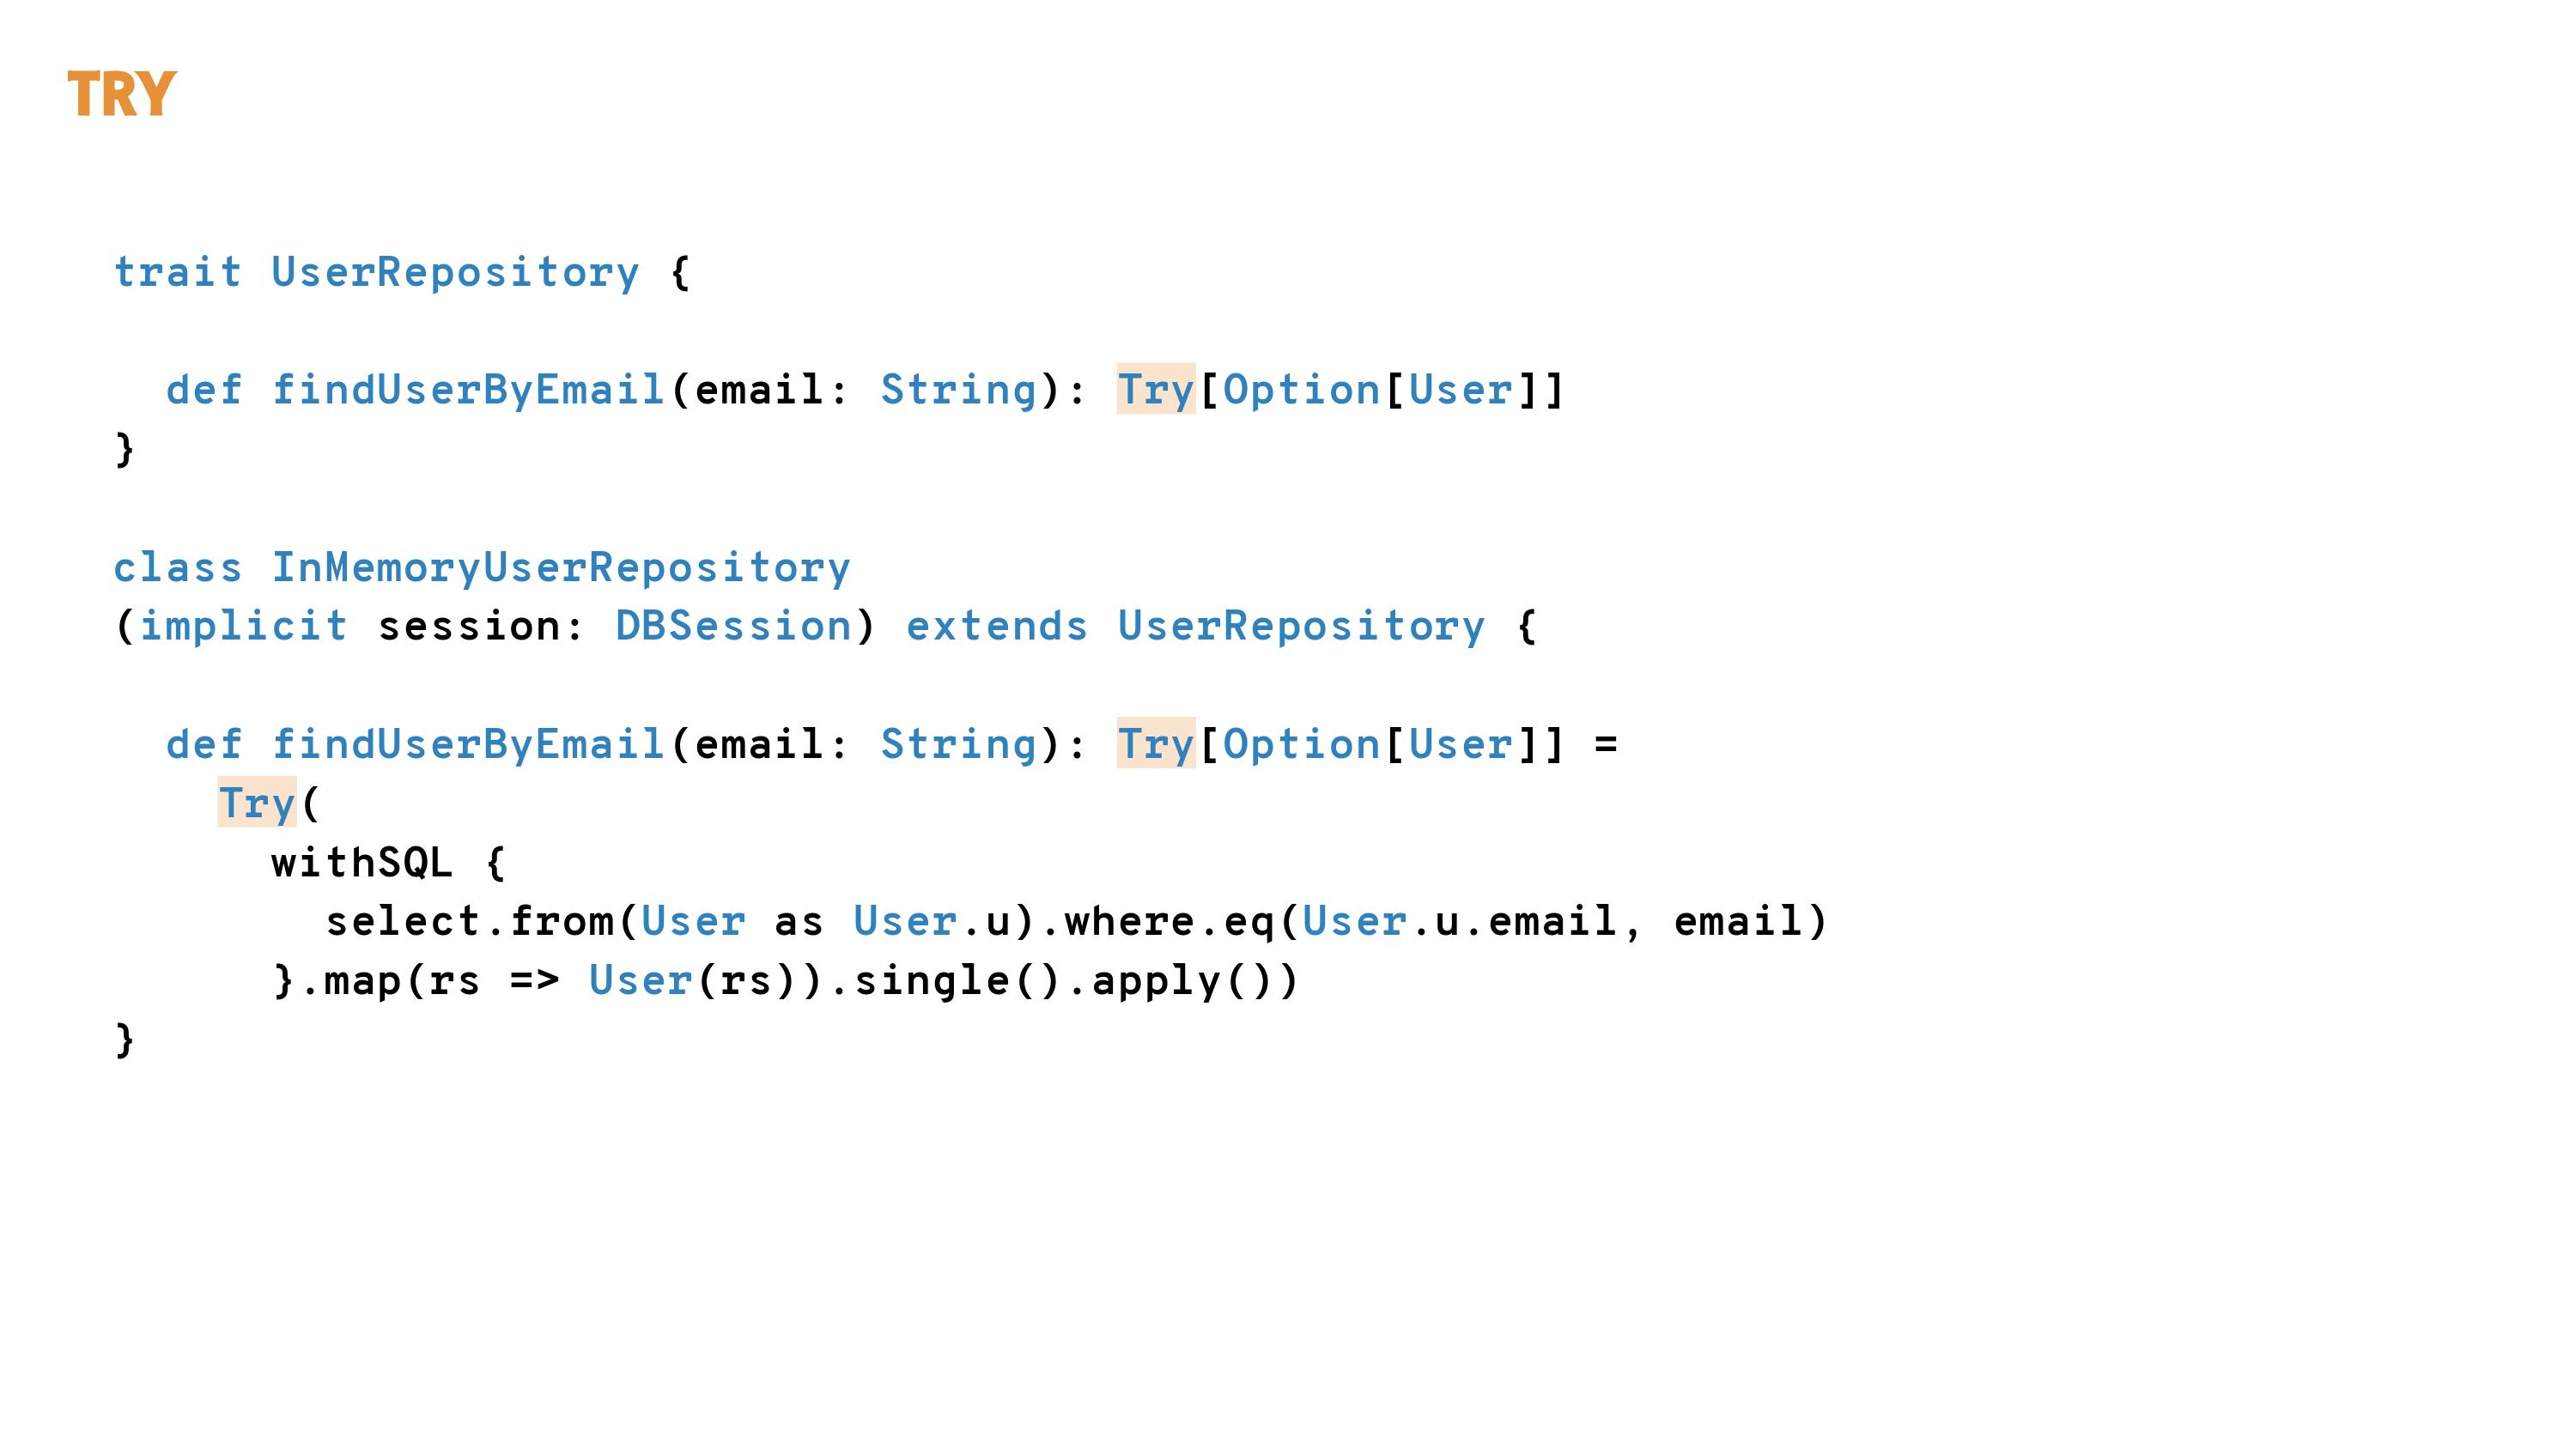 TRY
trait UserRepository {
  def findUserByEmail(email: String): Try[Option[User]]
}
class InMemoryUserRepository
(implicit session: DBSession) extends UserRepository {
  def findUserByEmail(email: String): Try[Option[User]] =
    Try(
      withSQL {
        select.from(User as User.u).where.eq(User.u.email, email)
      }.map(rs => User(rs)).single().apply())
}